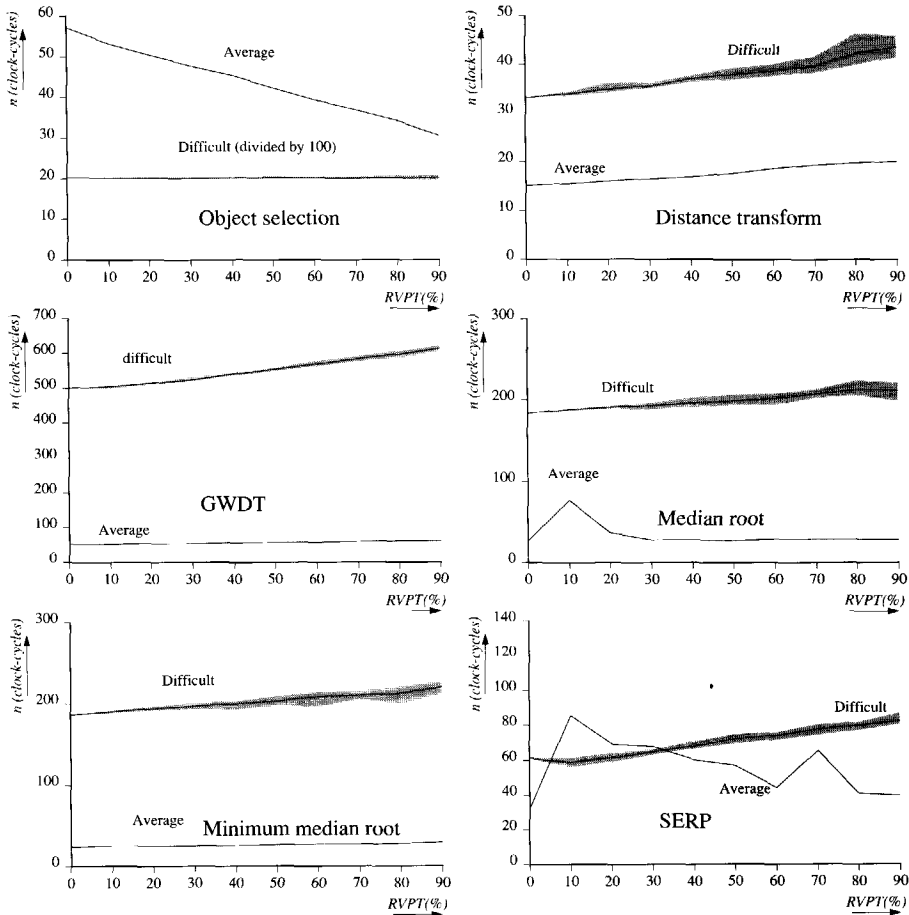 n (clock-cycles)
60
50
40
30
20
10
0
Average
Difficult (divided by 100)
Object selection
0 10 20 30 40 50 60 70 80 90
RVPT(%)
n (clock-cycles)
50
40
30
20
10
0
Difficult
Average
Distance transform
0 10 20 30 40 50 60 70 80 90
RVPT(%)
n (clock-cycles)
700
600
500
400
300
200
100
0
difficult
GWDT
Average
0 10 20 30 40 50 60 70 80 90
RVPT(%)
n (clock-cycles)
300
200
100
0
Difficult
Average
Median root
0 10 20 30 40 50 60 70 80 90
RVPT(%)
n (clock-cycles)
300
200
100
0
Difficult
Average
Minimum median root
0 10 20 30 40 50 60 70 80 90
RVPT(%)
n (clock-cycles)
140
120
100
80
60
40
20
0
Difficult
Average
SERP
0 10 20 30 40 50 60 70 80 90
RVPT(%)